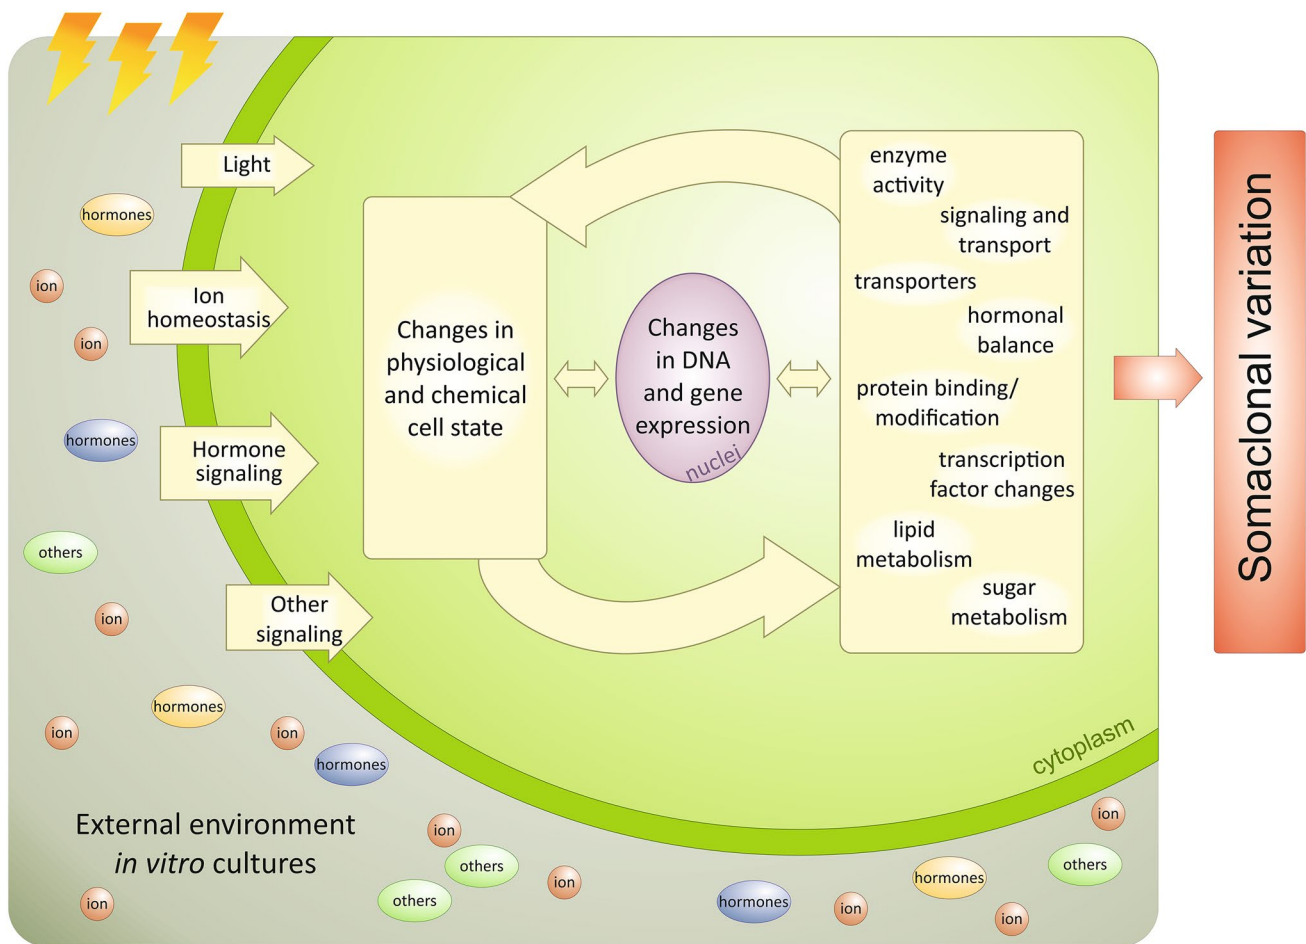 Light
hormones
ion
Ion
homeostasis
ion
hormones
Hormone
signaling
others
ion
Other
signaling
hormones
ion
ion
hormones
External environment
in vitro cultures
ion
ion
others
others
ion
hormones
ion
hormones
ion
others
ion
Changes in
physiological
and chemical
cell state
Changes
in DNA
and gene
expression
nuclei
enzyme
activity
signaling and
transport
transporters
hormonal
balance
protein binding/
modification
transcription
factor changes
lipid
metabolism
sugar
metabolism
cytoplasm
Somaclonal variation